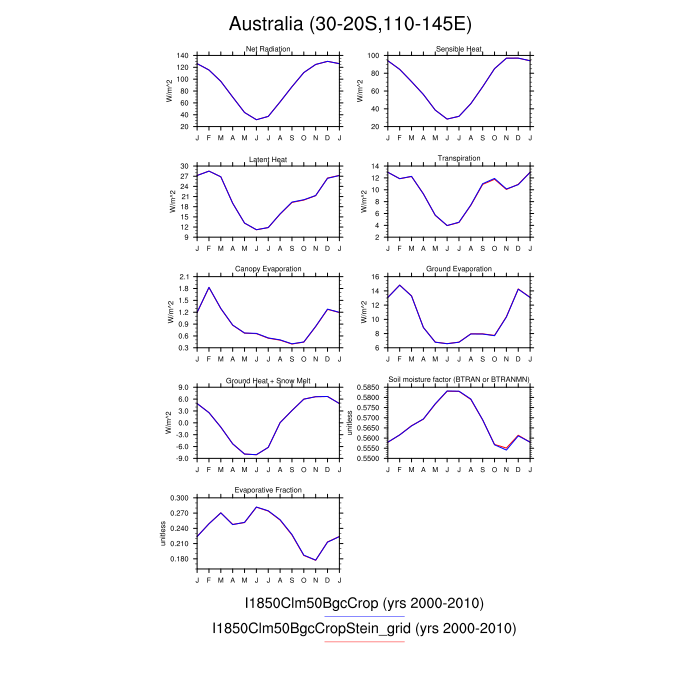 Australia (30-20S,110-145E)
Net Radiation
W/m^2
140
120
100
80
60
40
20
J F M A M J J A S O N D J
Sensible Heat
W/m^2
100
80
60
40
20
J F M A M J J A S O N D J
Latent Heat
W/m^2
30
27
24
21
18
15
12
9
J F M A M J J A S O N D J
Transpiration
W/m^2
14
12
10
8
6
4
2
J F M A M J J A S O N D J
Canopy Evaporation
W/m^2
2.1
1.8
1.5
1.2
0.9
0.6
0.3
J F M A M J J A S O N D J
Ground Evaporation
W/m^2
16
14
12
10
8
6
J F M A M J J A S O N D J
Ground Heat + Snow Melt
W/m^2
9.0
6.0
3.0
0.0
-3.0
-6.0
-9.0
J F M A M J J A S O N D J
Soil moisture factor (BTRAN or BTRANMN)
unitless
0.5850
0.5800
0.5750
0.5700
0.5650
0.5600
0.5550
0.5500
J F M A M J J A S O N D J
Evaporative Fraction
unitless
0.300
0.270
0.240
0.210
0.180
J F M A M J J A S O N D J
I1850Clm50BgcCrop (yrs 2000-2010)
I1850Clm50BgcCropStein_grid (yrs 2000-2010)